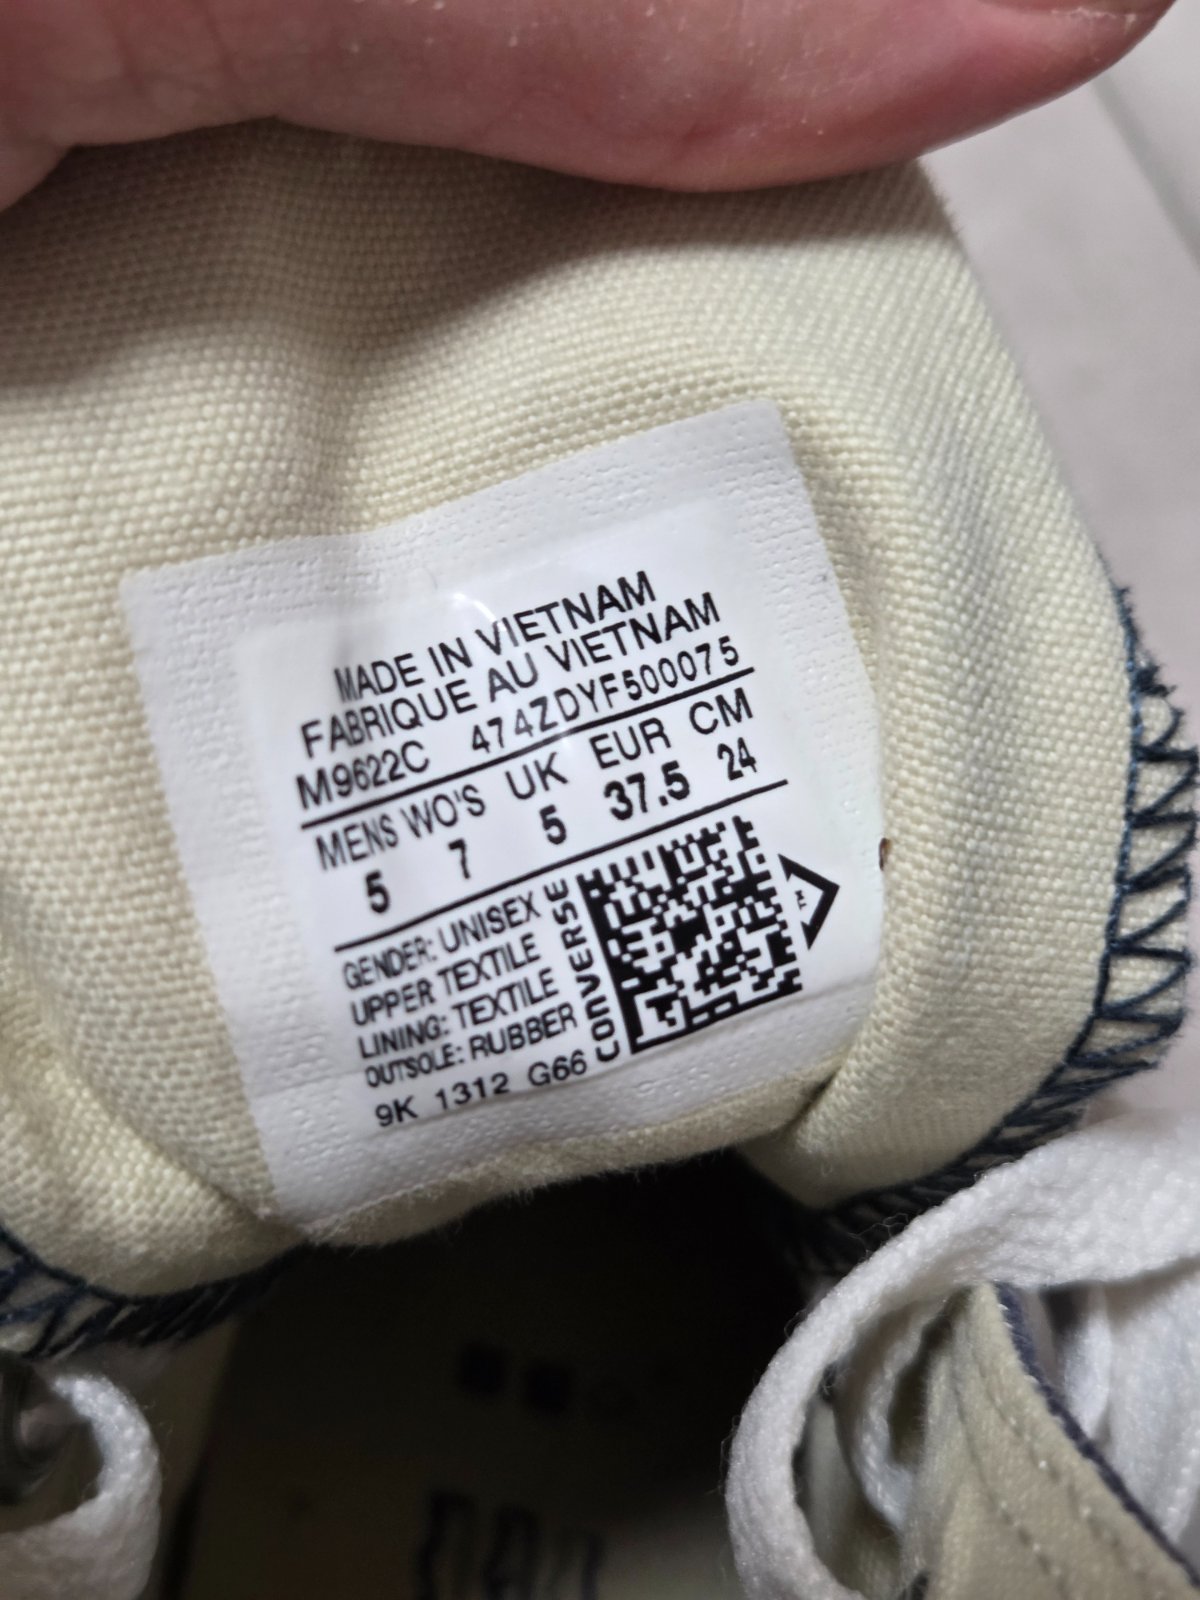 MADE IN VIETNAM
FABRIQUE AU VIETNAM
M9622C 474ZDYF500075
MENS WO'S UK EUR CM
5 7 5 37.5 24
GENDER: UNISEX
UPPER TEXTILE
LINING: TEXTILE
OUTSOLE: RUBBER
9K 1312 G66
CONVERSE
TM